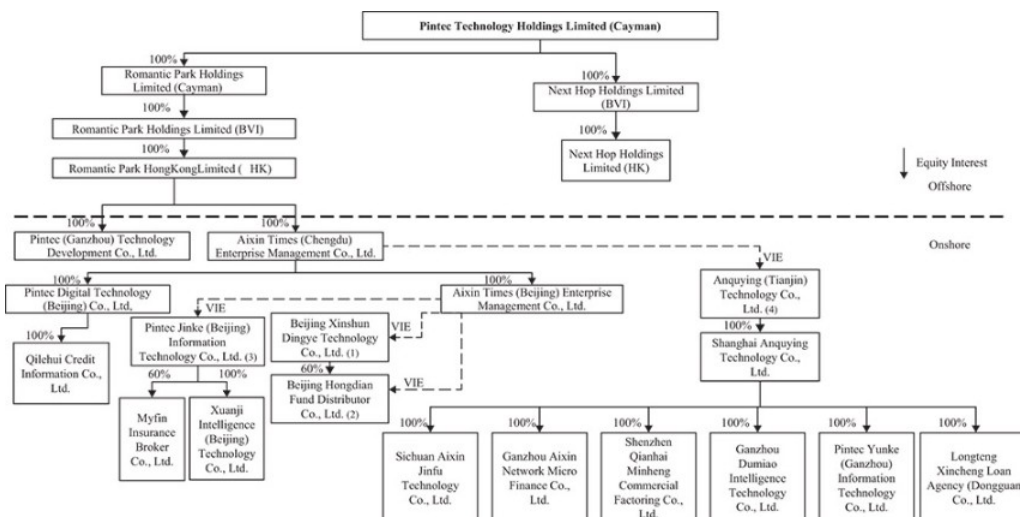 Pintec Technology Holdings Limited (Cayman)
100%
100%
Romantic Park Holdings
Limited (Cayman)
Next Hop Holdings Limited
(BVI)
100%
100%
Romantic Park Holdings Limited (BVI)
100%
Next Hop Holdings
Limited (HK)
Romantic Park HongKongLimited ( HK)
Equity Interest
Offshore
100%
100%
Pintec (Ganzhou) Technology
Development Co., Ltd.
Aixin Times (Chengdu)
Enterprise Management Co., Ltd.
Onshore
VIE
100%
100%
Pintec Digital Technology
(Beijing) Co., Ltd.
Aixin Times (Beijing) Enterprise
Management Co., Ltd.
Anquying (Tianjin)
Technology Co.,
Ltd. (4)
VIE
Pintec Jinke (Beijing)
Information
Technology Co., Ltd. (3)
Beijing Xinshun
Dingye Technology
Co., Ltd. (1)
VIE
100%
100%
Qilehui Credit
Information Co.,
Ltd.
Shanghai Anquying
Technology Co.,
Ltd.
60%
100%
60%
Beijing Hongdian
Fund Distributor
Co., Ltd. (2)
VIE
Myfin
Insurance
Broker
Co., Ltd.
Xuanji
Intelligence
(Beijing)
Technology
Co., Ltd.
100%
100%
100%
100%
100%
100%
Sichuan Aixin
Jinfu
Technology
Co., Ltd.
Ganzhou Aixin
Network Micro
Finance Co.,
Ltd.
Shenzhen
Qianhai
Minheng
Commercial
Factoring Co.,
Ltd.
Ganzhou
Dumiao
Intelligence
Technology
Co., Ltd.
Pintec Yunke
(Ganzhou)
Information
Technology
Co., Ltd.
Longteng
Xincheng Loan
Agency (Dongguan)
Co., Ltd.